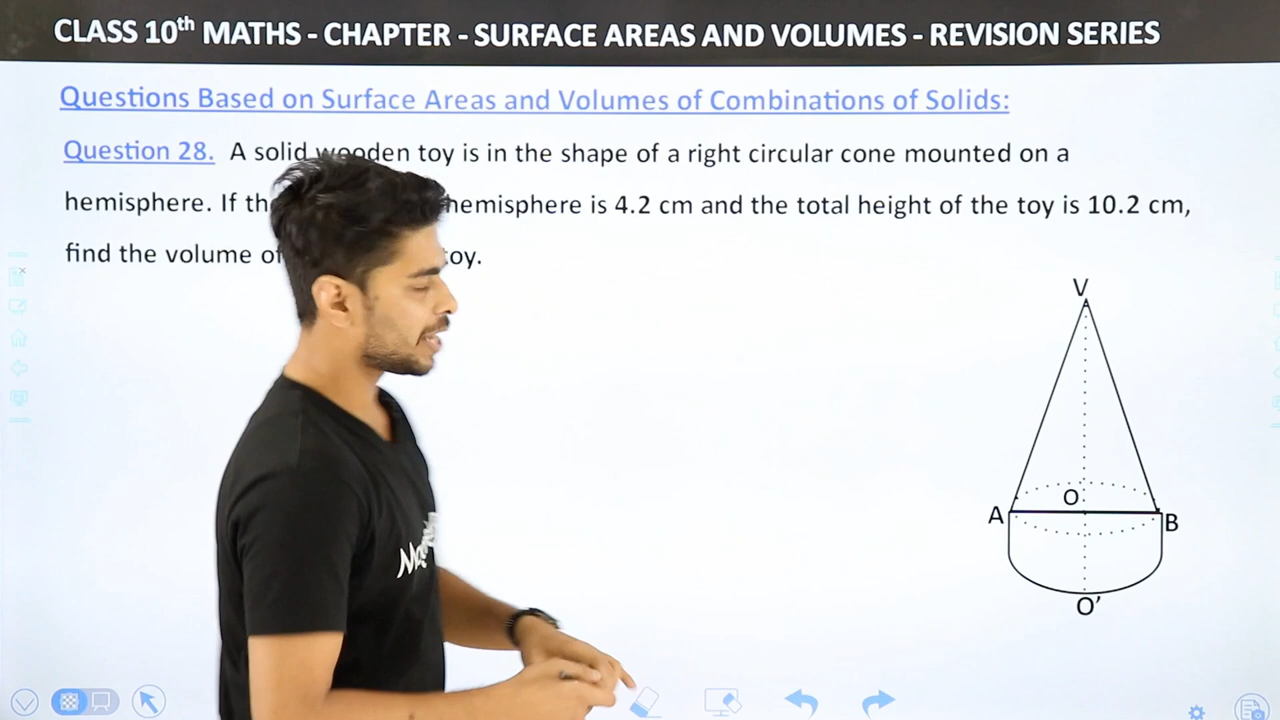 CLASS 10th MATHS - CHAPTER - SURFACE AREAS AND VOLUMES - REVISION SERIES
Questions Based on Surface Areas and Volumes of Combinations of Solids:
Question 28. A solid wooden toy is in the shape of a right circular cone mounted on a
hemisphere. If hemisphere is 4.2 cm and the total height of the toy is 10.2 cm,
find the volume of toy.
V
O
A
B
O’